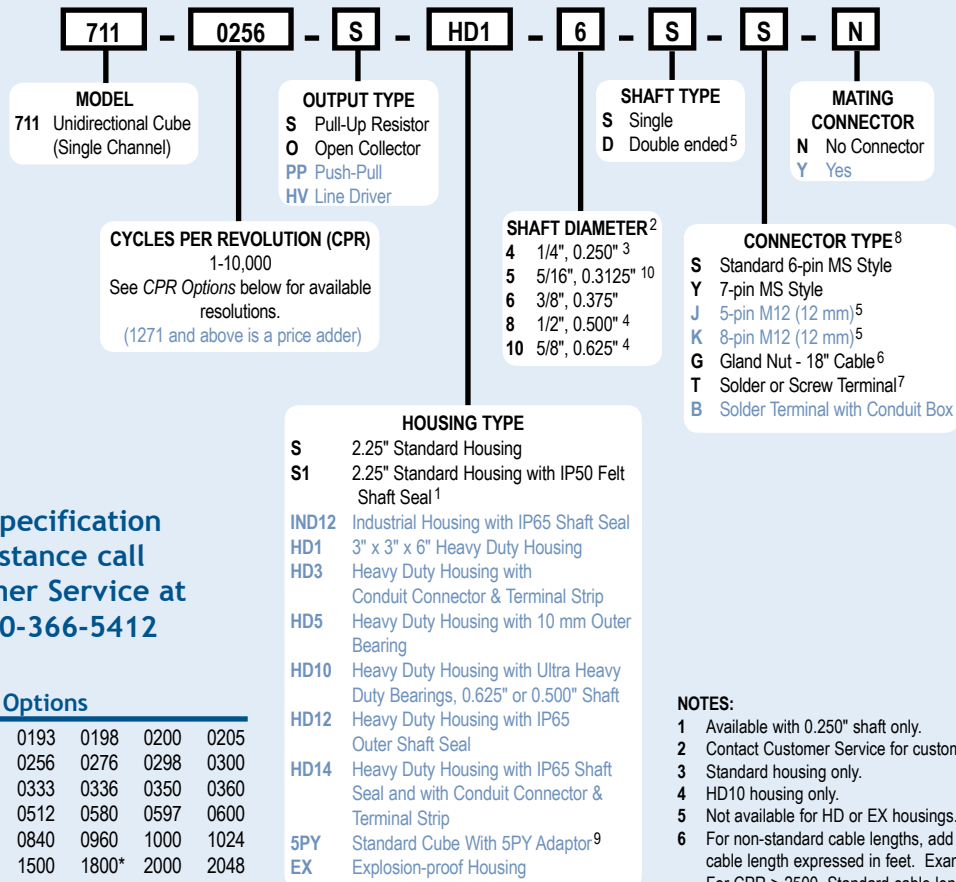 711 - 0256 - S - HD1 - 6 - S - S - N
MODEL
711 Unidirectional Cube
(Single Channel)
OUTPUT TYPE
S Pull-Up Resistor
O Open Collector
PP Push-Pull
HV Line Driver
SHAFT TYPE
S Single
D Double ended 5
MATING
CONNECTOR
N No Connector
Y Yes
CYCLES PER REVOLUTION (CPR)
1-10,000
See CPR Options below for available
resolutions.
(1271 and above is a price adder)
SHAFT DIAMETER 2
4 1/4", 0.250" 3
5 5/16", 0.3125" 10
6 3/8", 0.375"
8 1/2", 0.500" 4
10 5/8", 0.625" 4
CONNECTOR TYPE 8
S Standard 6-pin MS Style
Y 7-pin MS Style
J 5-pin M12 (12 mm) 5
K 8-pin M12 (12 mm) 5
G Gland Nut - 18" Cable 6
T Solder or Screw Terminal 7
B Solder Terminal with Conduit Box
HOUSING TYPE
S 2.25" Standard Housing
S1 2.25" Standard Housing with IP50 Felt
Shaft Seal 1
IND12 Industrial Housing with IP65 Shaft Seal
HD1 3" x 3" x 6" Heavy Duty Housing
HD3 Heavy Duty Housing with
Conduit Connector & Terminal Strip
HD5 Heavy Duty Housing with 10 mm Outer
Bearing
HD10 Heavy Duty Housing with Ultra Heavy
Duty Bearings, 0.625" or 0.500" Shaft
HD12 Heavy Duty Housing with IP65
Outer Shaft Seal
HD14 Heavy Duty Housing with IP65 Shaft
Seal and with Conduit Connector &
Terminal Strip
5PY Standard Cube With 5PY Adaptor 9
EX Explosion-proof Housing
pecification
stance call
ner Service at
0-366-5412
Options
0193 0198 0200 0205
0256 0276 0298 0300
0333 0336 0350 0360
0512 0580 0597 0600
0840 0960 1000 1024
1500 1800* 2000 2048
NOTES:
1 Available with 0.250" shaft only.
2 Contact Customer Service for custom
3 Standard housing only.
4 HD10 housing only.
5 Not available for HD or EX housings.
6 For non-standard cable lengths, add
cable length expressed in feet. Exam